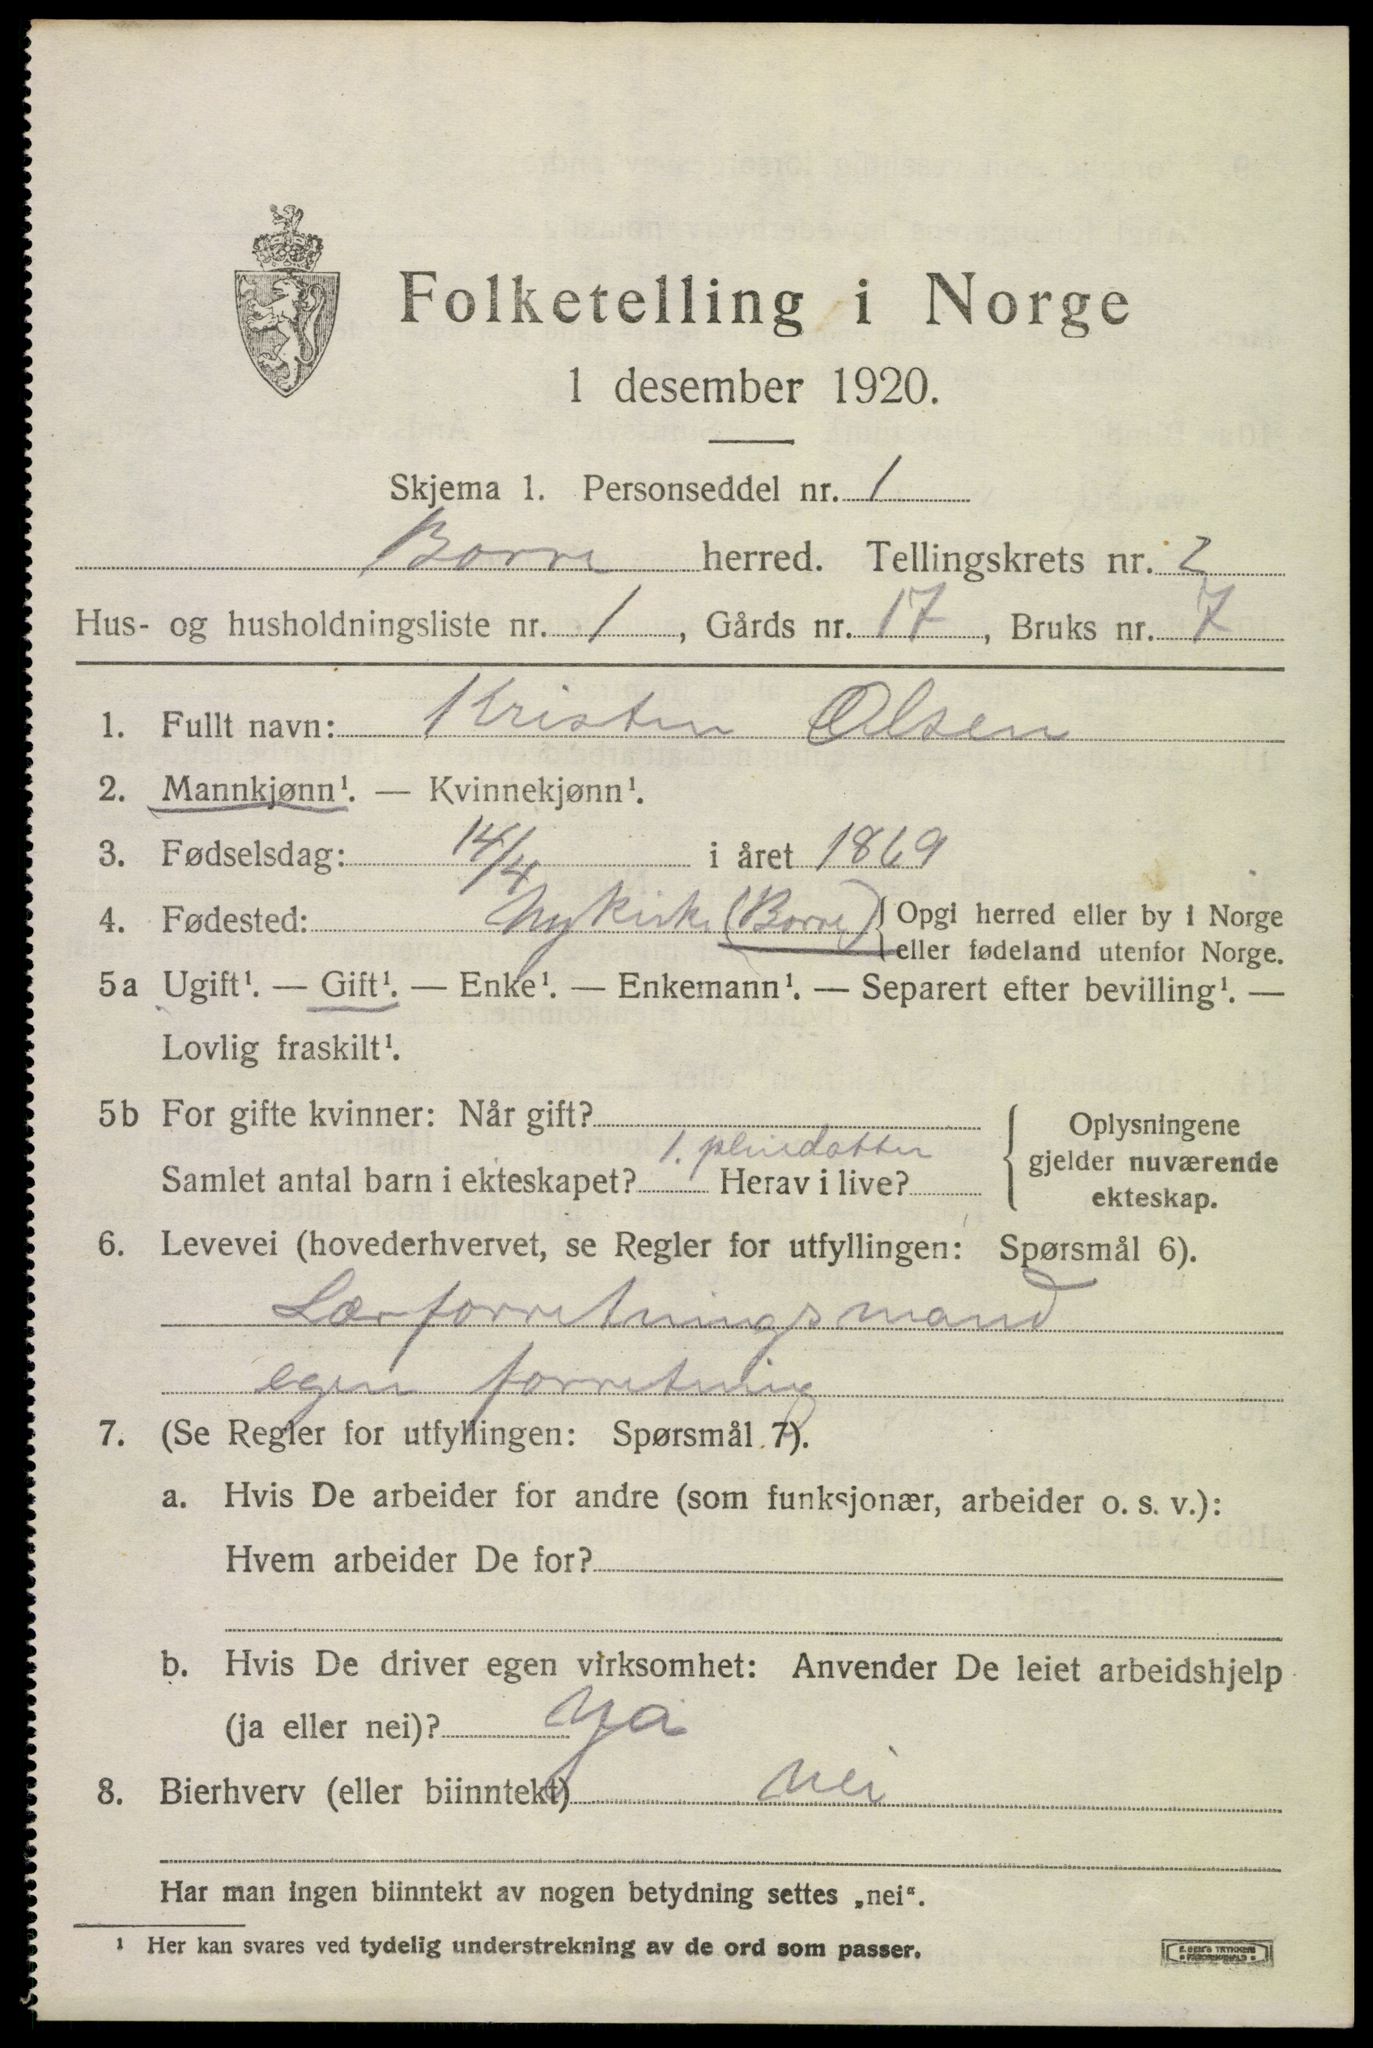 Folketelling i Norge
1 desember 1920.
Skjema 1. Personseddel nr. 1
Borre herred. Tellingskrets nr. 2
Hus- og husholdningsliste nr. 1, Gårds nr. 17, Bruks nr. 7
1. Fullt navn: Kristen Olsen
2. Mannkjønn¹. — Kvinnekjønn¹.
3. Fødselsdag: 14/4 i året 1869
4. Fødested: Nykirke (Borre) { Opgi herred eller by i Norge
eller fødeland utenfor Norge.
5a Ugift¹. — Gift¹. — Enke¹. — Enkemann¹. — Separert efter bevilling¹. —
Lovlig fraskilt¹.
5b For gifte kvinner: Når gift?
1. pleiedatter
Samlet antal barn i ekteskapet? Herav i live?
Oplysningene
gjelder nuværende
ekteskap.
6. Levevei (hovederhvervet, se Regler for utfyllingen: Spørsmål 6).
Lærforretningsmand
egen forretning
7. (Se Regler for utfyllingen: Spørsmål 7).
a. Hvis De arbeider for andre (som funksjonær, arbeider o. s. v.):
Hvem arbeider De for?
b. Hvis De driver egen virksomhet: Anvender De leiet arbeidshjelp
(ja eller nei)? Ja
8. Bierhverv (eller biinntekt) nei
Har man ingen biinntekt av nogen betydning settes „nei“.
¹ Her kan svares ved tydelig understrekning av de ord som passer.